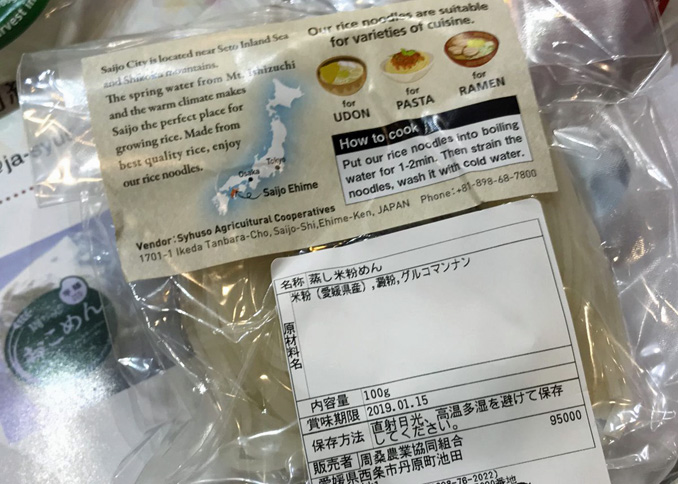 Saijo City is located near Seto Inland Sea
and Shikoku mountains.
The spring water from Mt. Ishizuchi
and the warm climate makes
Saijo the perfect place for
growing rice. Made from
best quality rice, enjoy
our rice noodles.
Our rice noodles are suitable
for varieties of cuisine.
for
UDON
for
PASTA
for
RAMEN
How to cook
Put our rice noodles into boiling
water for 1-2min. Then strain the
noodles, wash it with cold water.
Osaka
Tokyo
Saijo Ehime
Vendor:Syhuso Agricultural Cooperatives
1701-1 Ikeda Tanbara-Cho, Saijo-Shi,Ehime-Ken, JAPAN Phone:+81-898-68-7800
名称 蒸し米粉めん
原材料名 米粉(愛媛県産),澱粉,グルコマンナン
内容量 100g
賞味期限 2019.01.15
保存方法 直射日光、高温多湿を避けて保存
してください。
95000
販売者 周桑農業協同組合
愛媛県西条市丹原町池田
おこめん